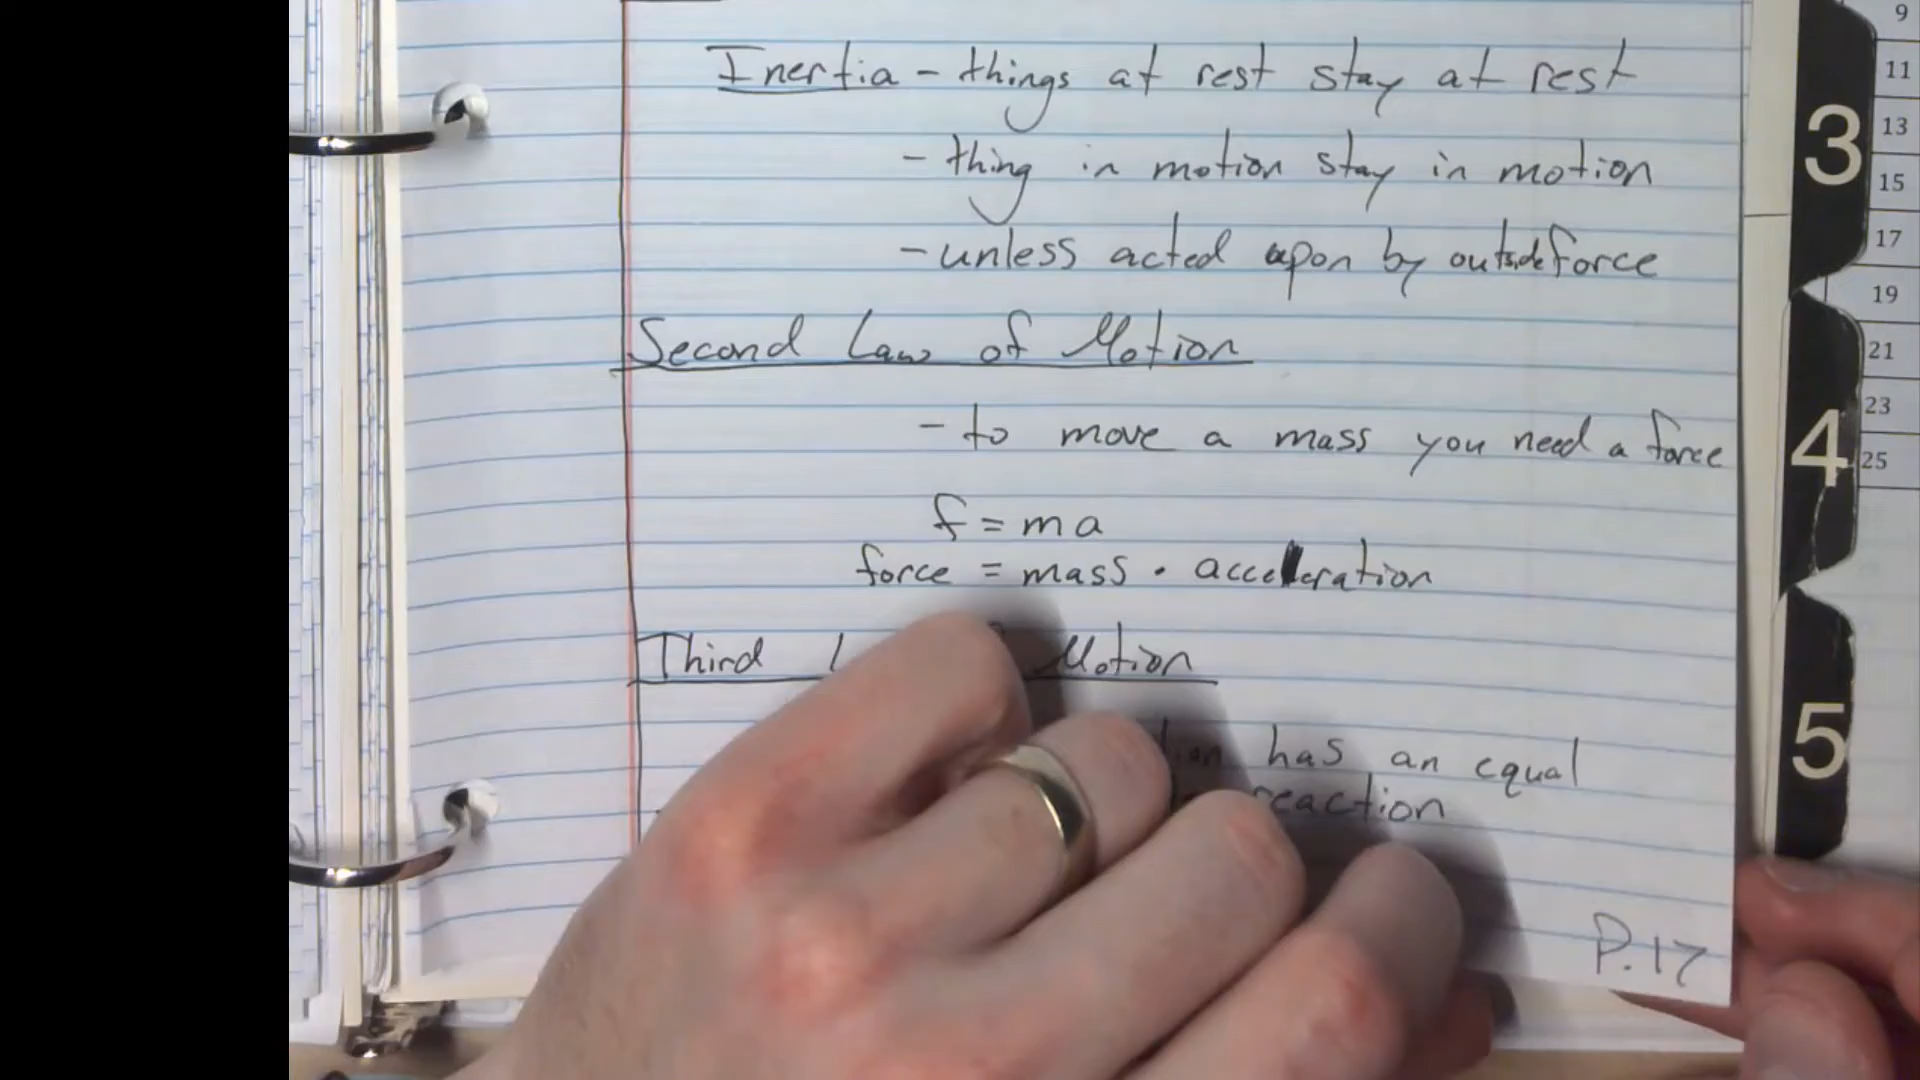 Inertia - things at rest stay at rest
- thing in motion stay in motion
- unless acted upon by outside force
Second Law of Motion
- to move a mass you need a force
f = ma
force = mass · acceleration
Third Motion
has an equal
reaction
P.17
3
4
5
9
11
13
15
17
19
21
23
25